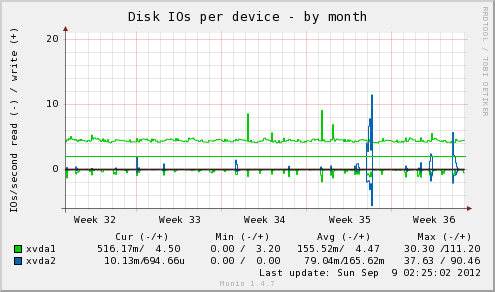 Disk IOs per device - by month
RRDTOOL / TOBI OETIKER
IOs/second read (-) / write (+)
20
10
0
Week 32 Week 33 Week 34 Week 35 Week 36
Cur (-/+) Min (-/+) Avg (-/+) Max (-/+)
xvda1 516.17m/ 4.50 0.00 / 3.20 155.52m/ 4.47 30.30 /111.20
xvda2 10.13m/694.66u 0.00 / 0.00 79.04m/165.62m 37.63 / 90.46
Last update: Sun Sep 9 02:25:02 2012
Munin 1.4.7